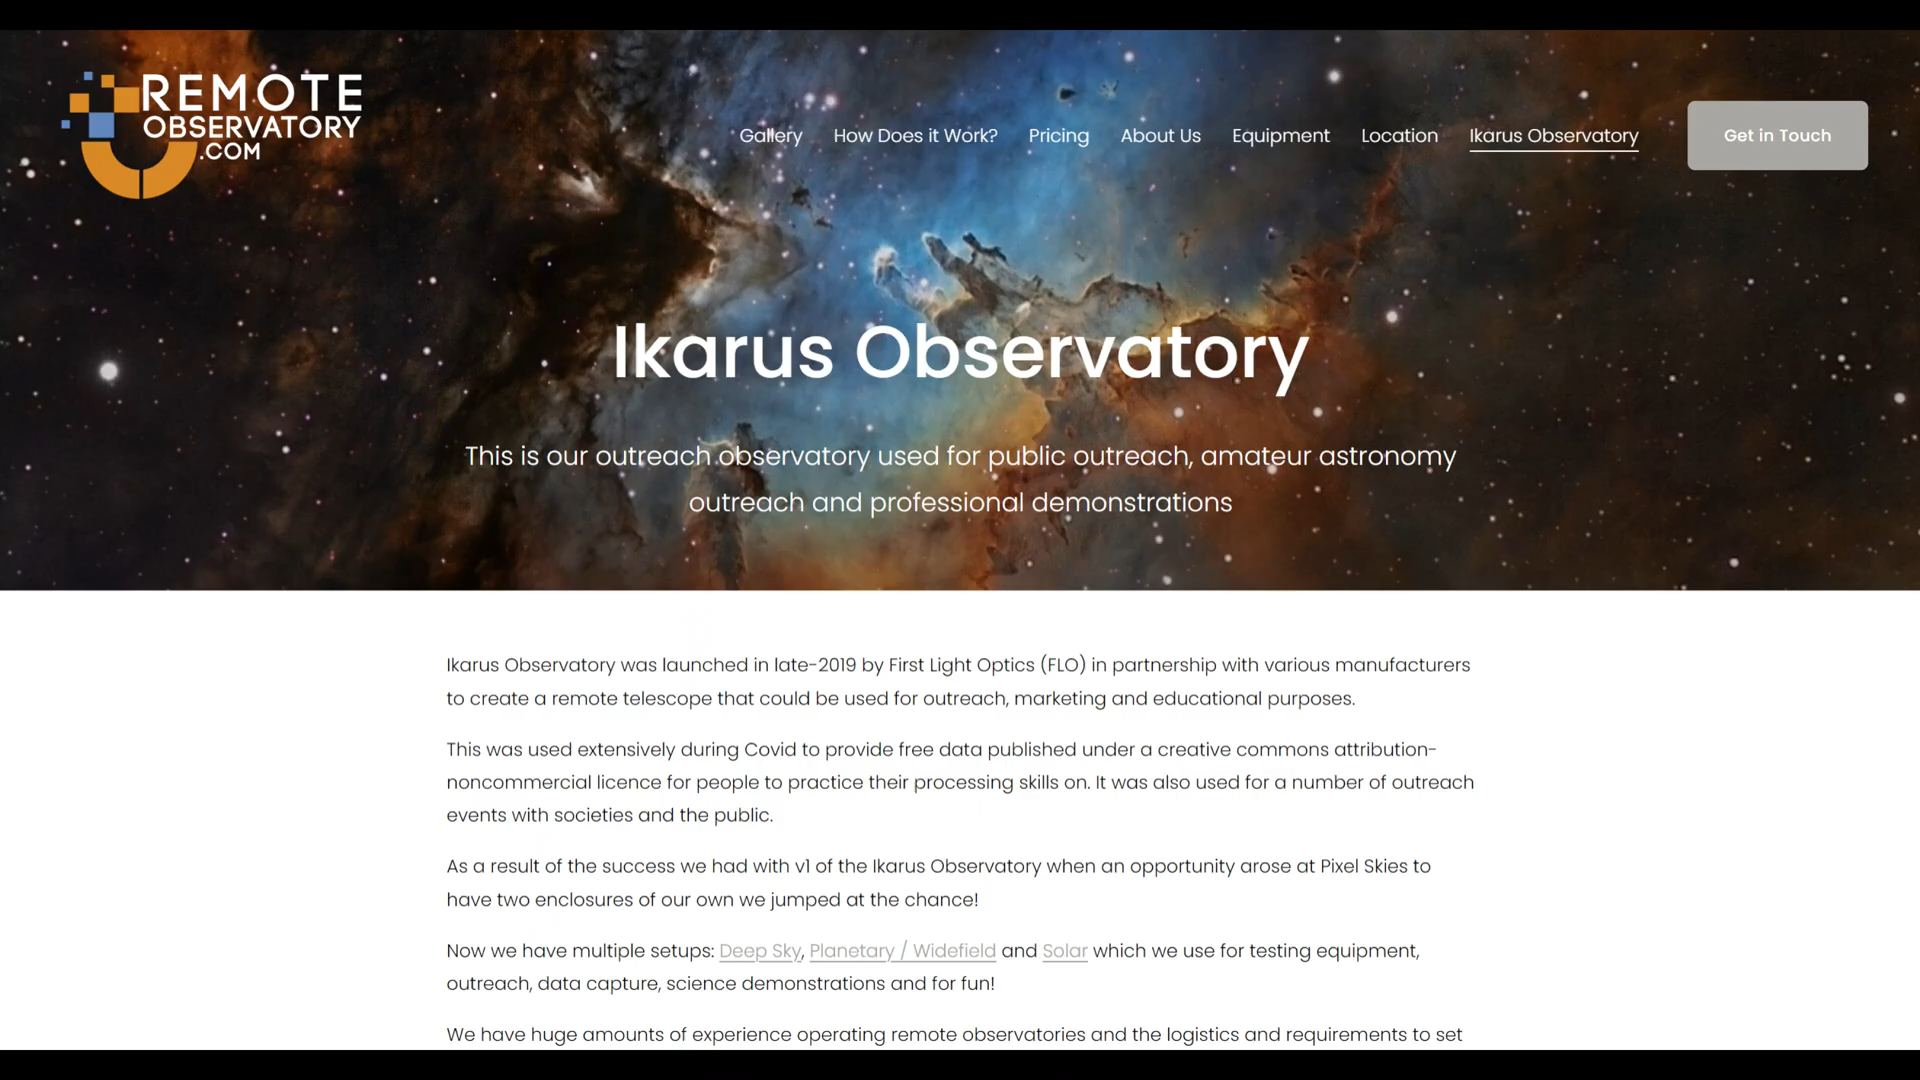 REMOTE
OBSERVATORY
.COM
Gallery
How Does it Work?
Pricing
About Us
Equipment
Location
Ikarus Observatory
Get in Touch
Ikarus Observatory
This is our outreach observatory used for public outreach, amateur astronomy
outreach and professional demonstrations
Ikarus Observatory was launched in late-2019 by First Light Optics (FLO) in partnership with various manufacturers
to create a remote telescope that could be used for outreach, marketing and educational purposes.
This was used extensively during Covid to provide free data published under a creative commons attribution-
noncommercial licence for people to practice their processing skills on. It was also used for a number of outreach
events with societies and the public.
As a result of the success we had with v1 of the Ikarus Observatory when an opportunity arose at Pixel Skies to
have two enclosures of our own we jumped at the chance!
Now we have multiple setups: Deep Sky, Planetary / Widefield and Solar which we use for testing equipment,
outreach, data capture, science demonstrations and for fun!
We have huge amounts of experience operating remote observatories and the logistics and requirements to set